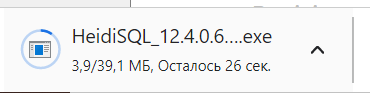 HeidiSQL_12.4.0.6....exe
3,9/39,1 МБ, Осталось 26 сек.